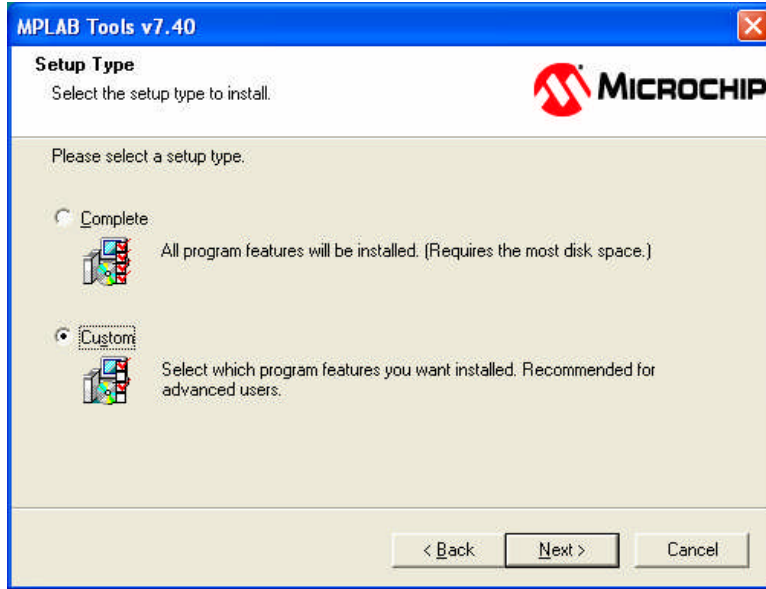 MPLAB Tools v7.40
Setup Type
Select the setup type to install.
MICROCHIP
Please select a setup type.
Complete
All program features will be installed. (Requires the most disk space.)
Custom
Select which program features you want installed. Recommended for
advanced users.
< Back
Next >
Cancel